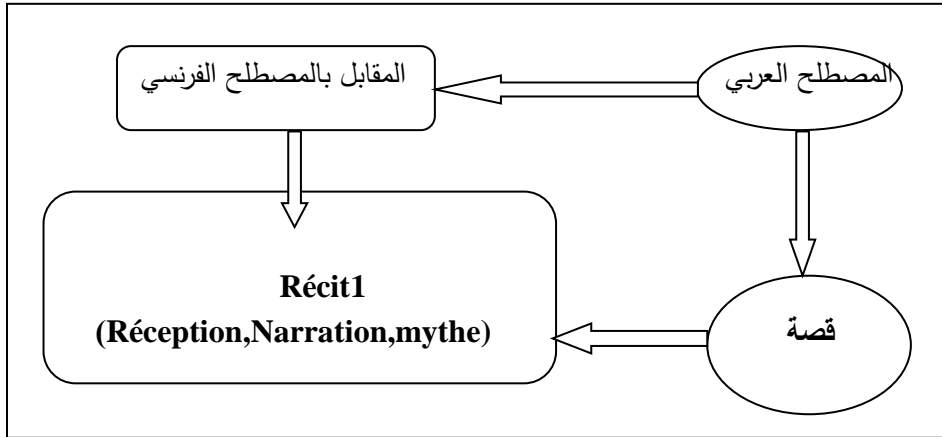 المصطلح العربي
المقابل بالمصطلح الفرنسي
قصة
Récit1
(Réception,Narration,mythe)